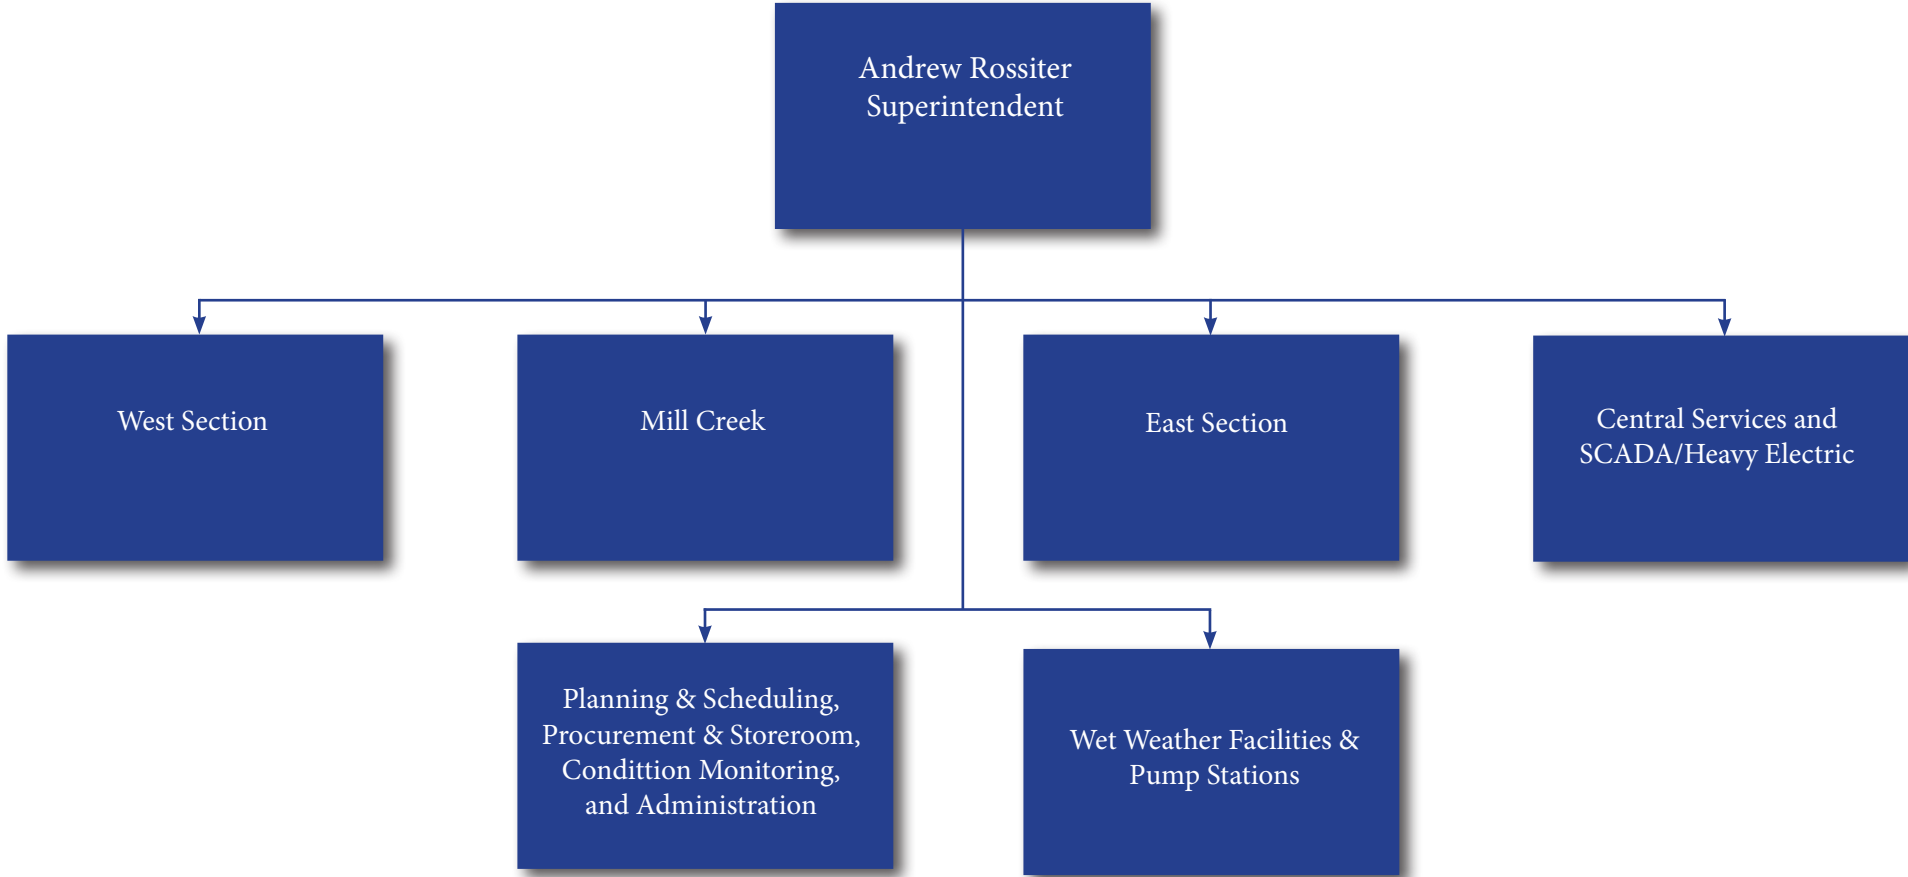 Andrew Rossiter
Superintendent
West Section
Mill Creek
East Section
Central Services and
SCADA/Heavy Electric
Planning & Scheduling,
Procurement & Storeroom,
Condittion Monitoring,
and Administration
Wet Weather Facilities &
Pump Stations